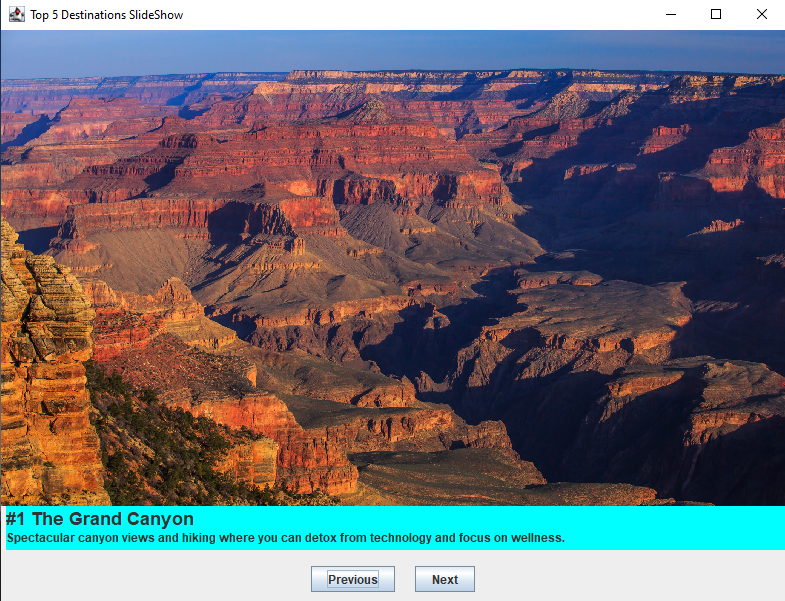 Top 5 Destinations SlideShow
#1 The Grand Canyon
Spectacular canyon views and hiking where you can detox from technology and focus on wellness.
Previous Next